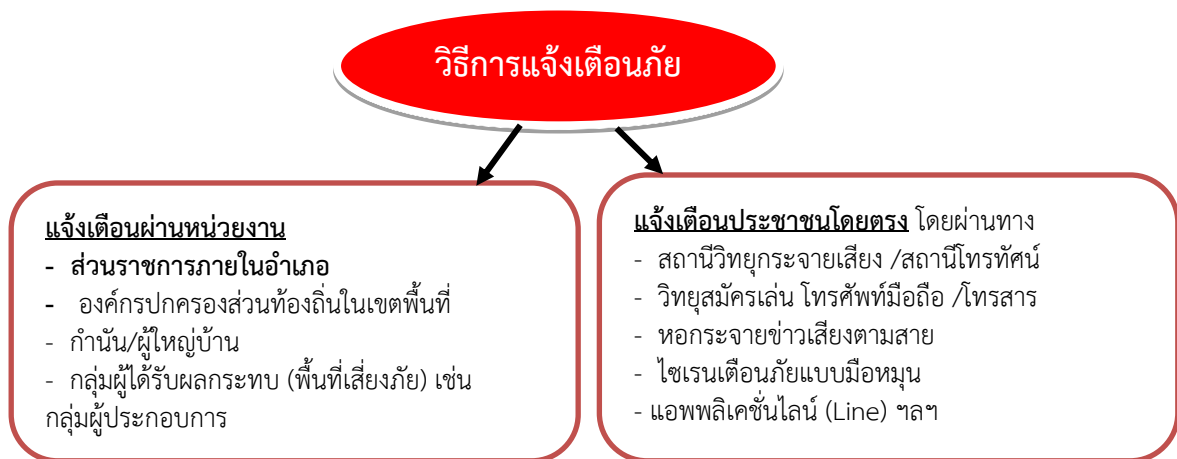 วิธีการแจ้งเตือนภัย
แจ้งเตือนผ่านหน่วยงาน
- ส่วนราชการภายในอำเภอ
- องค์กรปกครองส่วนท้องถิ่นในเขตพื้นที่
- กำนัน/ผู้ใหญ่บ้าน
- กลุ่มผู้ได้รับผลกระทบ (พื้นที่เสี่ยงภัย) เช่น
กลุ่มผู้ประกอบการ
แจ้งเตือนประชาชนโดยตรง โดยผ่านทาง
- สถานีวิทยุกระจายเสียง /สถานีโทรทัศน์
- วิทยุสมัครเล่น โทรศัพท์มือถือ /โทรสาร
- หอกระจายข่าวเสียงตามสาย
- ไซเรนเตือนภัยแบบมือหมุน
- แอพพลิเคชั่นไลน์ (Line) ฯลฯ